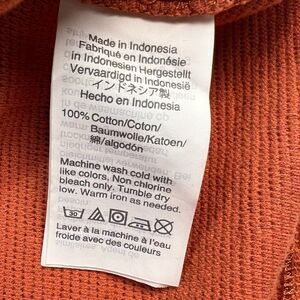 Made in Indonesia
Fabriqué en Indonésie
in Indonesien Hergestellt
Vervaardigd in Indonesië
インドネシア製
Hecho en Indonesia
100% Cotton/Coton/
Baumwolle/Katoen/
綿/algodón
Machine wash cold with
like colors. Non chlorine
bleach only. Tumble dry
low. Warm iron as needed.
30
Laver à la machine à l'eau
froide avec des couleurs